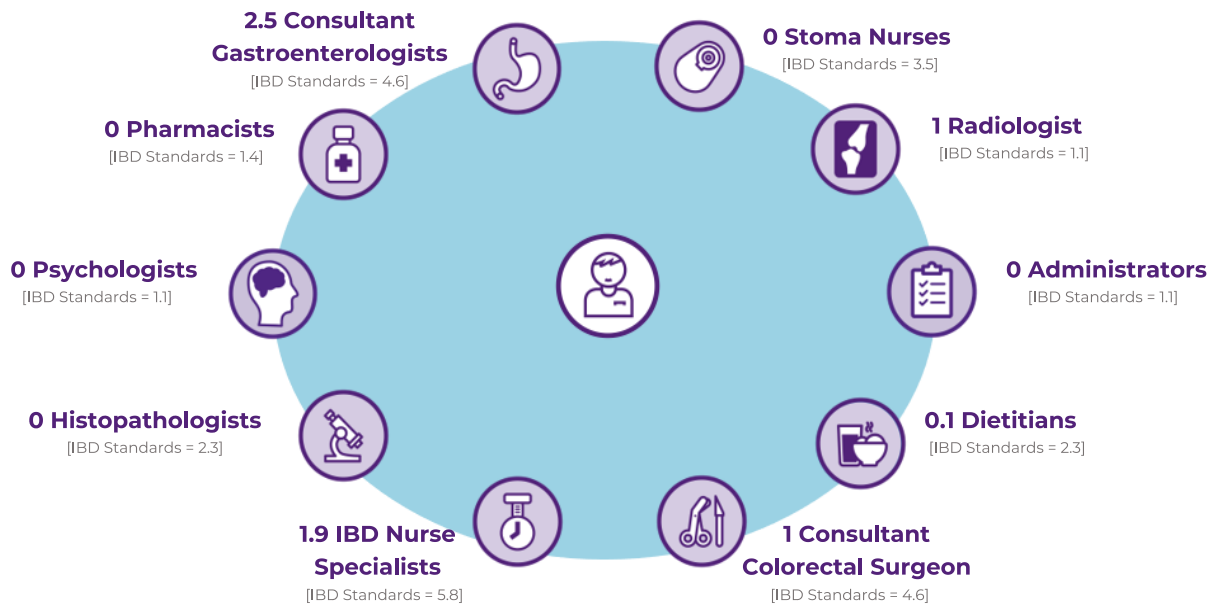 2.5 Consultant
Gastroenterologists
[IBD Standards = 4.6]
0 Stoma Nurses
[IBD Standards = 3.5]
0 Pharmacists
[IBD Standards = 1.4]
1 Radiologist
[IBD Standards = 1.1]
0 Psychologists
[IBD Standards = 1.1]
0 Administrators
[IBD Standards = 1.1]
0 Histopathologists
[IBD Standards = 2.3]
0.1 Dietitians
[IBD Standards = 2.3]
1.9 IBD Nurse
Specialists
[IBD Standards = 5.8]
1 Consultant
Colorectal Surgeon
[IBD Standards = 4.6]